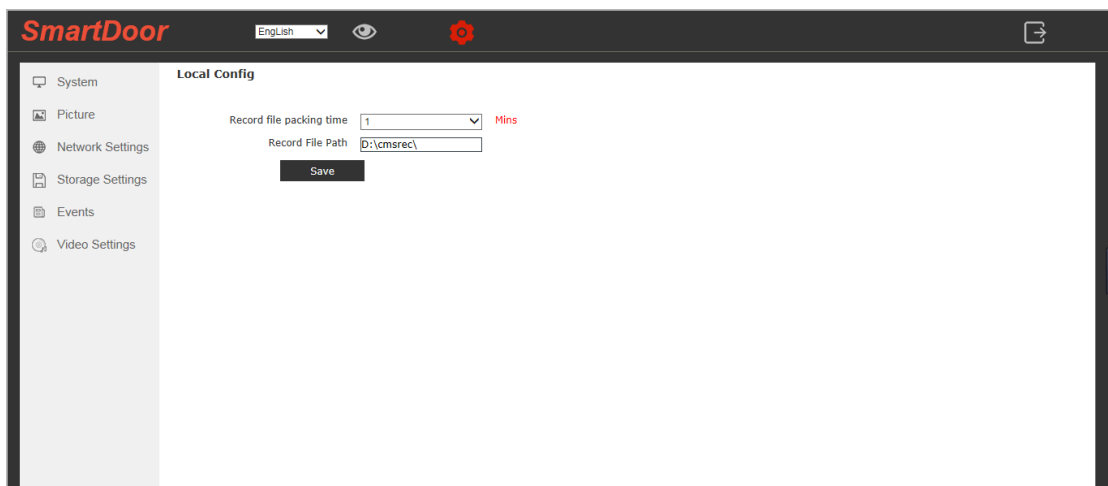 SmartDoor
EngLish
System
Picture
Network Settings
Storage Settings
Events
Video Settings
Local Config
Record file packing time 1 Mins
Record File Path D:\cmsrec\
Save